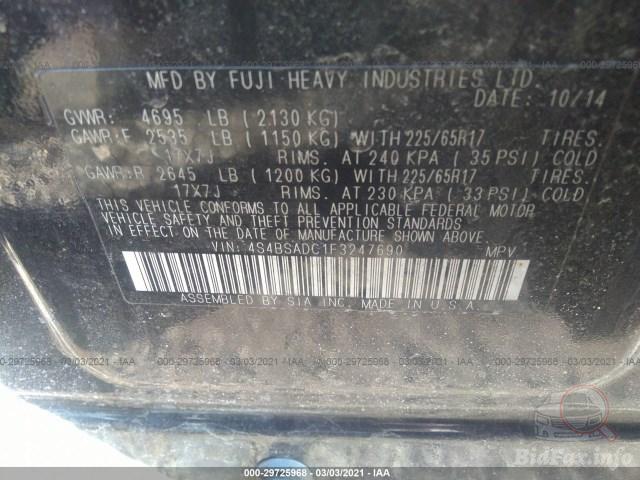 MFD BY FUJI HEAVY INDUSTRIES LTD.
DATE: 10/14
GVWR: 4695 LB (2130 KG)
GAWR:F 2535 LB (1150 KG) WITH 225/65R17 TIRES.
17X7J RIMS. AT 240 KPA (35 PSI) COLD
GAWR:R 2645 LB (1200 KG) WITH 225/65R17 TIRES.
17X7J RIMS. AT 230 KPA (33 PSI) COLD
THIS VEHICLE CONFORMS TO ALL APPLICABLE FEDERAL MOTOR
VEHICLE SAFETY AND THEFT PREVENTION STANDARDS
IN EFFECT ON THE DATE OF MANUFACTURE SHOWN ABOVE.
VIN: 4S4BSADC1F3247690 MPV
ASSEMBLED BY SIA INC. MADE IN U.S.A.
000-29725968 — 03/03/2021 — IAA
BidFax.info